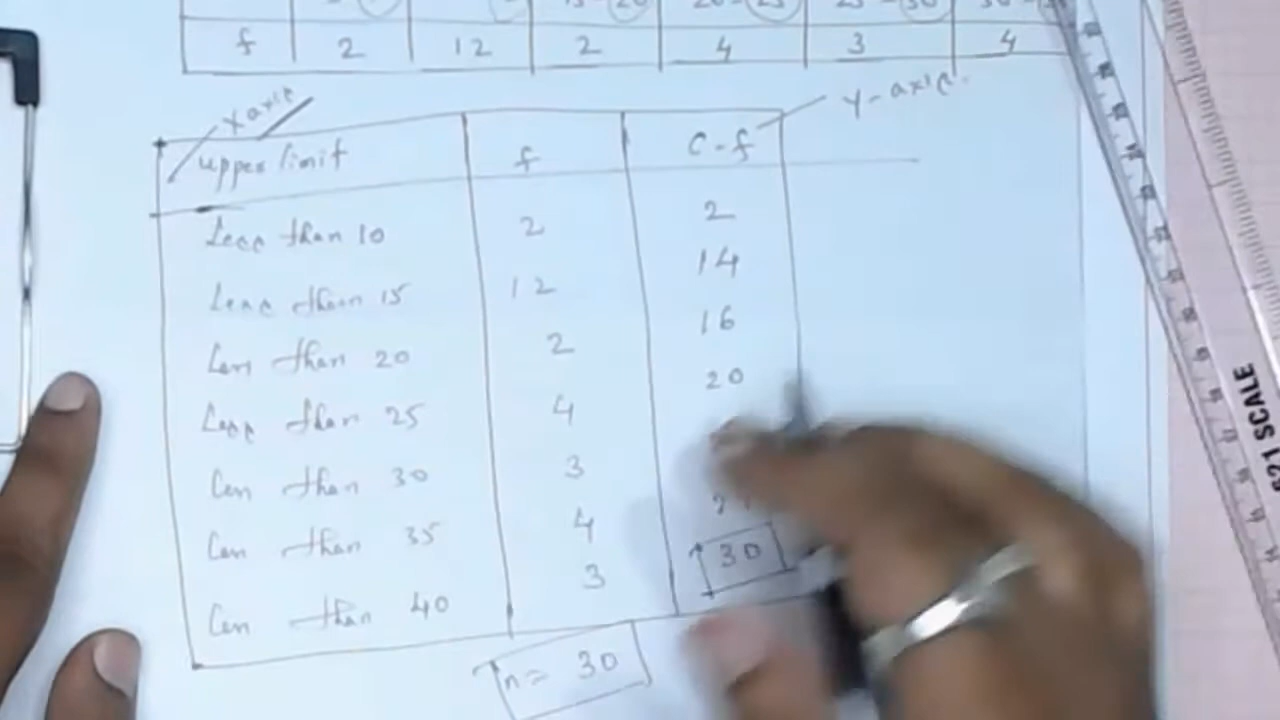 f 2 12 2 4 3 4
x axis
y-axis
upper limit f c-f
Less than 10 2 2
Less than 15 12 14
Less than 20 2 16
Less than 25 4 20
Less than 30 3
Less than 35 4
Less than 40 3 30
n = 30
SCALE